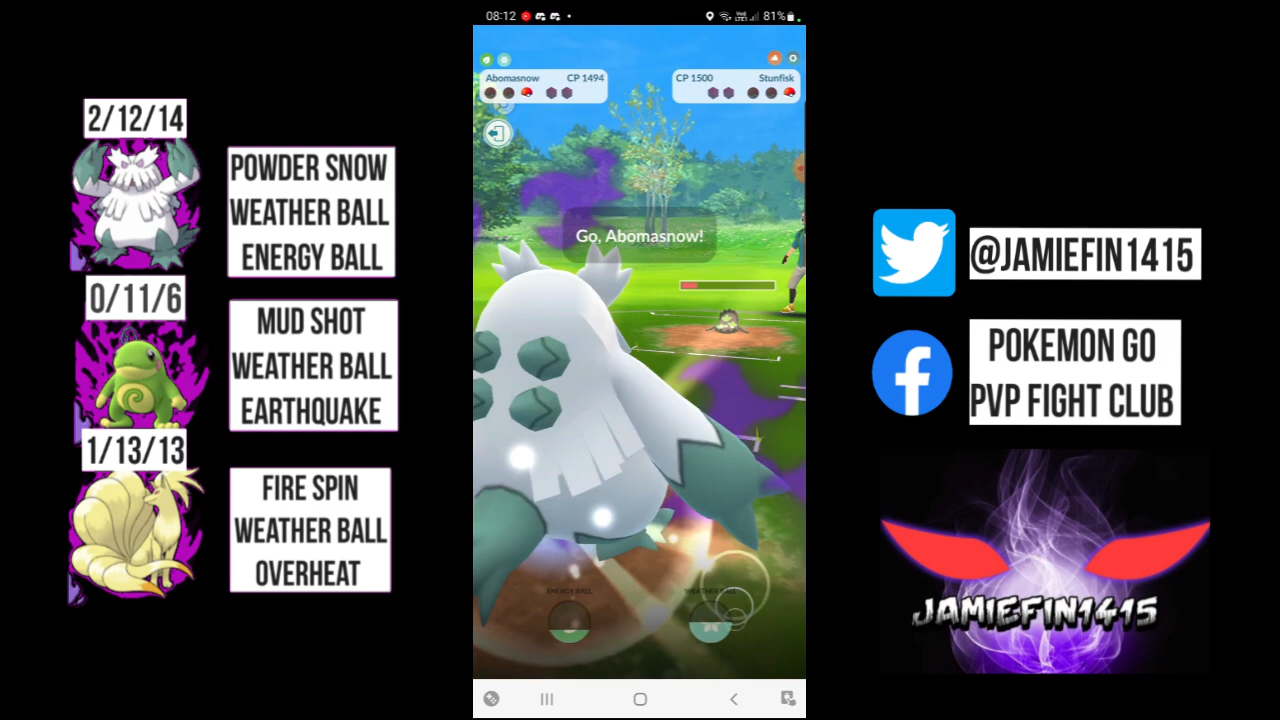 2/12/14
POWDER SNOW
WEATHER BALL
ENERGY BALL
0/11/6
MUD SHOT
WEATHER BALL
EARTHQUAKE
1/13/13
FIRE SPIN
WEATHER BALL
OVERHEAT
08:12
81%
Abomasnow CP 1494
CP 1500 Stunfisk
Go, Abomasnow!
ENERGY BALL
@JAMIEFIN1415
POKEMON GO
PVP FIGHT CLUB
JAMIEFIN1415